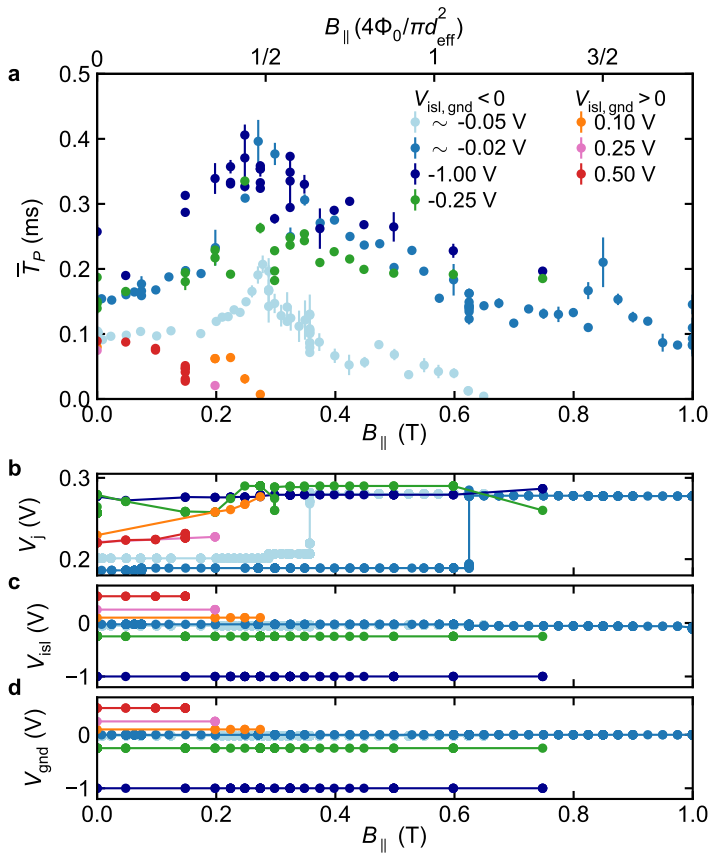 B∥ (4Φ₀/πd²eff)
0 1/2 1 3/2
a
0.5
0.4
0.3
0.2
0.1
0.0
T̅P (ms)
Visl, gnd < 0
∼ -0.05 V
∼ -0.02 V
-1.00 V
-0.25 V
Visl, gnd > 0
0.10 V
0.25 V
0.50 V
0.0 0.2 0.4 0.6 0.8 1.0
B∥ (T)
b
0.3
0.2
Vj (V)
c
0
−1
Visl (V)
d
0
−1
Vgnd (V)
0.0 0.2 0.4 0.6 0.8 1.0
B∥ (T)